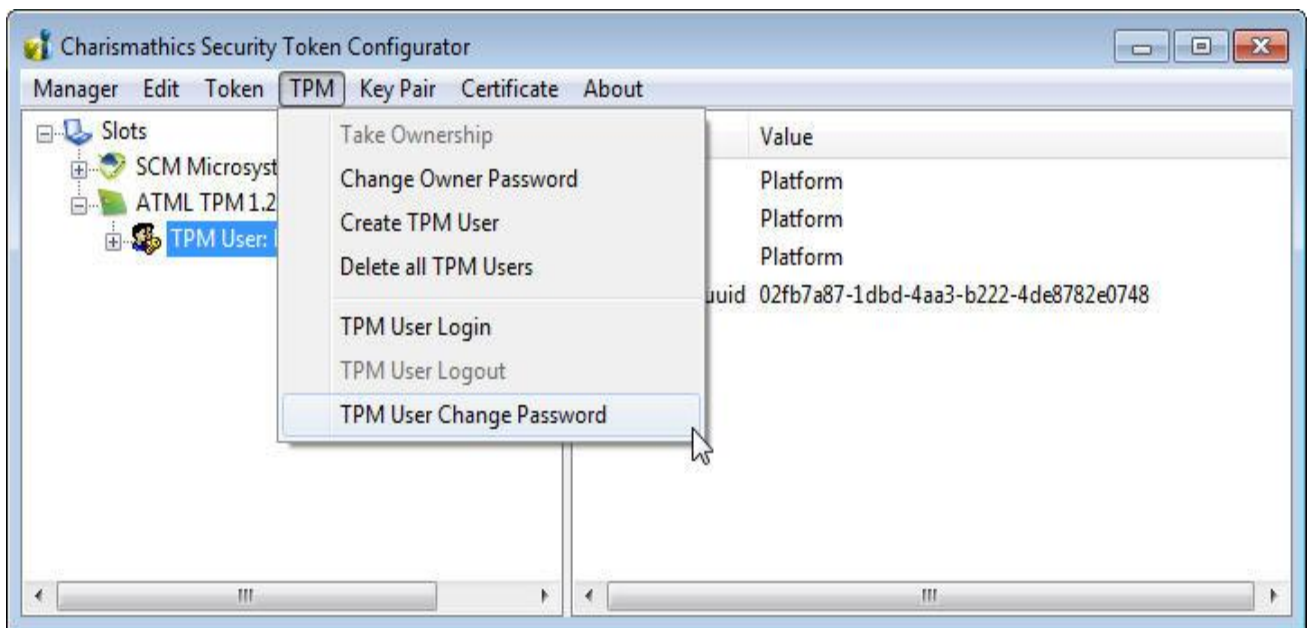 Charismathics Security Token Configurator
Manager Edit Token TPM Key Pair Certificate About
Slots
SCM Microsyst
ATML TPM 1.2
TPM User:
Take Ownership
Change Owner Password
Create TPM User
Delete all TPM Users
TPM User Login
TPM User Logout
TPM User Change Password
Value
Platform
Platform
Platform
uuid 02fb7a87-1dbd-4aa3-b222-4de8782e0748